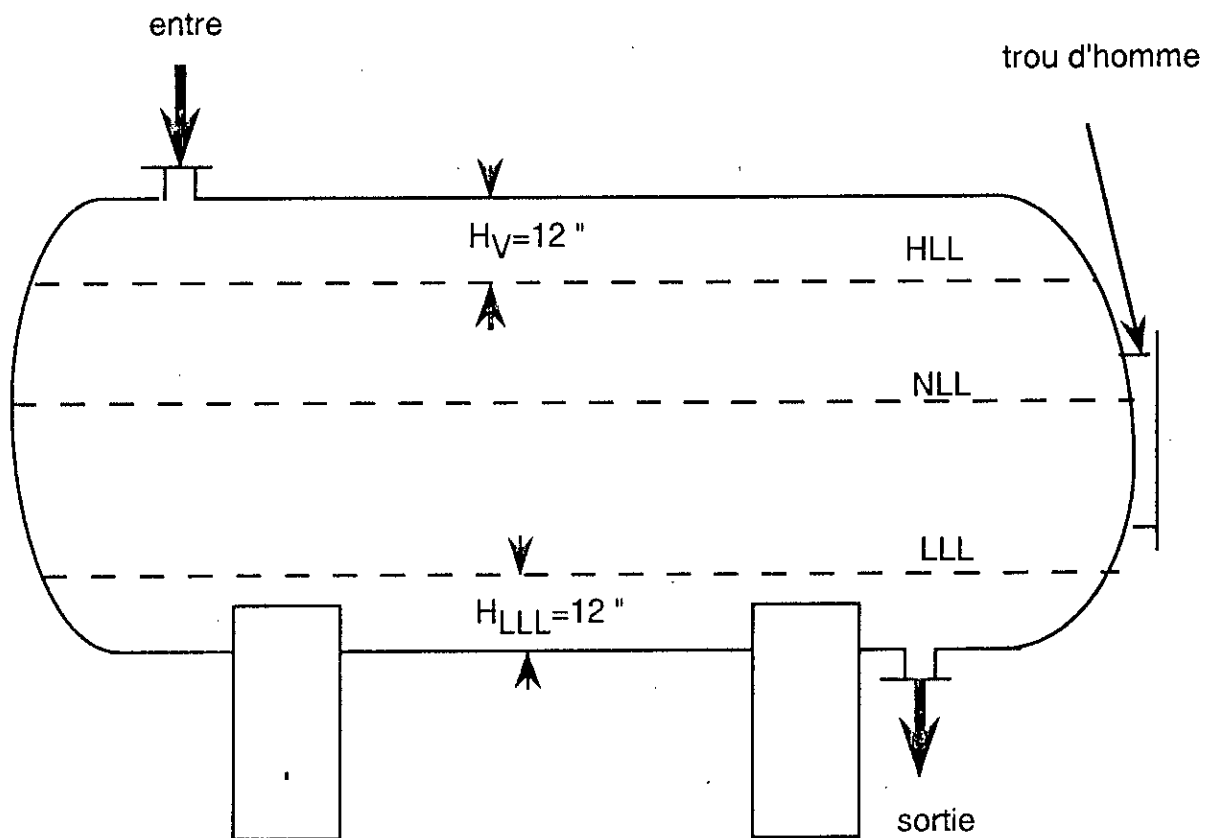 entre
trou d'homme
HV=12 "
HLL
NLL
LLL
HLLL=12 "
sortie